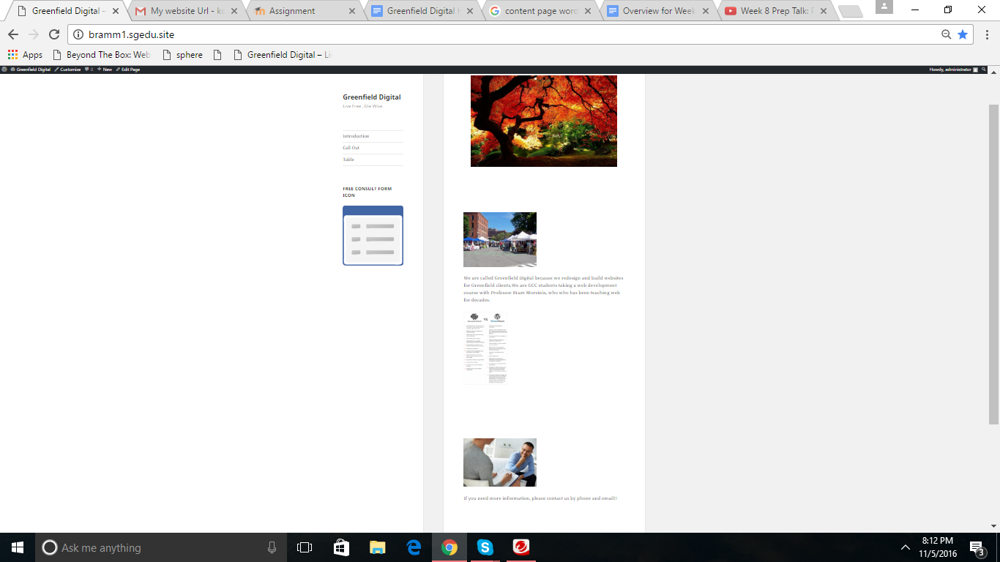 Greenfield Digital –
My website Url - kc
Assignment
Greenfield Digital H
content page word
Overview for Week
Week 8 Prep Talk:
bramm1.sgedu.site
Apps
Beyond The Box: Web
sphere
Greenfield Digital – Li
Greenfield Digital
Customize
0
New
Edit Page
Howdy, administrator
Greenfield Digital
Live Free , Die Wise
Introduction
Call Out
Table
FREE CONSULT FORM
ICON
We are called Greenfield Digital because we redesign and build websites
for Greenfield clients.We are GCC students taking a web development
course with Professor Bram Moreinis, who who has been teaching web
for decades.
VS
If you need more information, please contact us by phone and email!!
Ask me anything
8:12 PM
11/5/2016
3